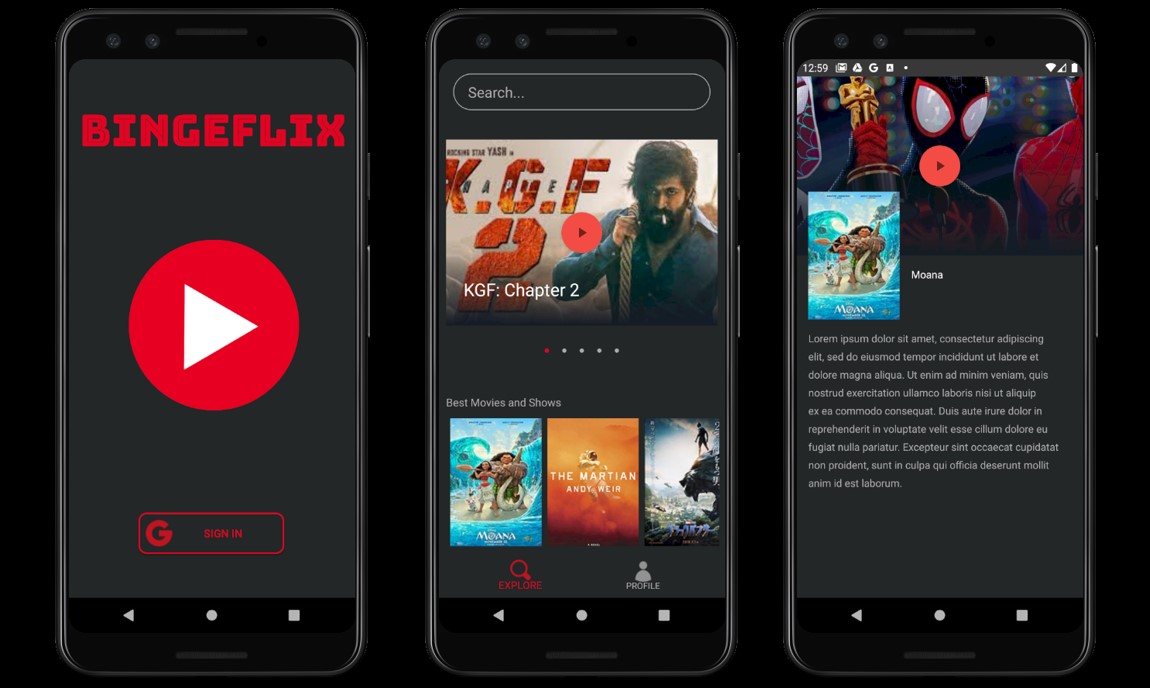 BINGEFLIX
SIGN IN
Search...
ROCKING STAR YASH IN
K.G.F
CHAPTER
2
KGF: Chapter 2
Best Movies and Shows
MOANA
THE MARTIAN
ANDY WEIR
EXPLORE
PROFILE
12:59
Moana
MOANA
Lorem ipsum dolor sit amet, consectetur adipiscing
elit, sed do eiusmod tempor incididunt ut labore et
dolore magna aliqua. Ut enim ad minim veniam, quis
nostrud exercitation ullamco laboris nisi ut aliquip
ex ea commodo consequat. Duis aute irure dolor in
reprehenderit in voluptate velit esse cillum dolore eu
fugiat nulla pariatur. Excepteur sint occaecat cupidatat
non proident, sunt in culpa qui officia deserunt mollit
anim id est laborum.